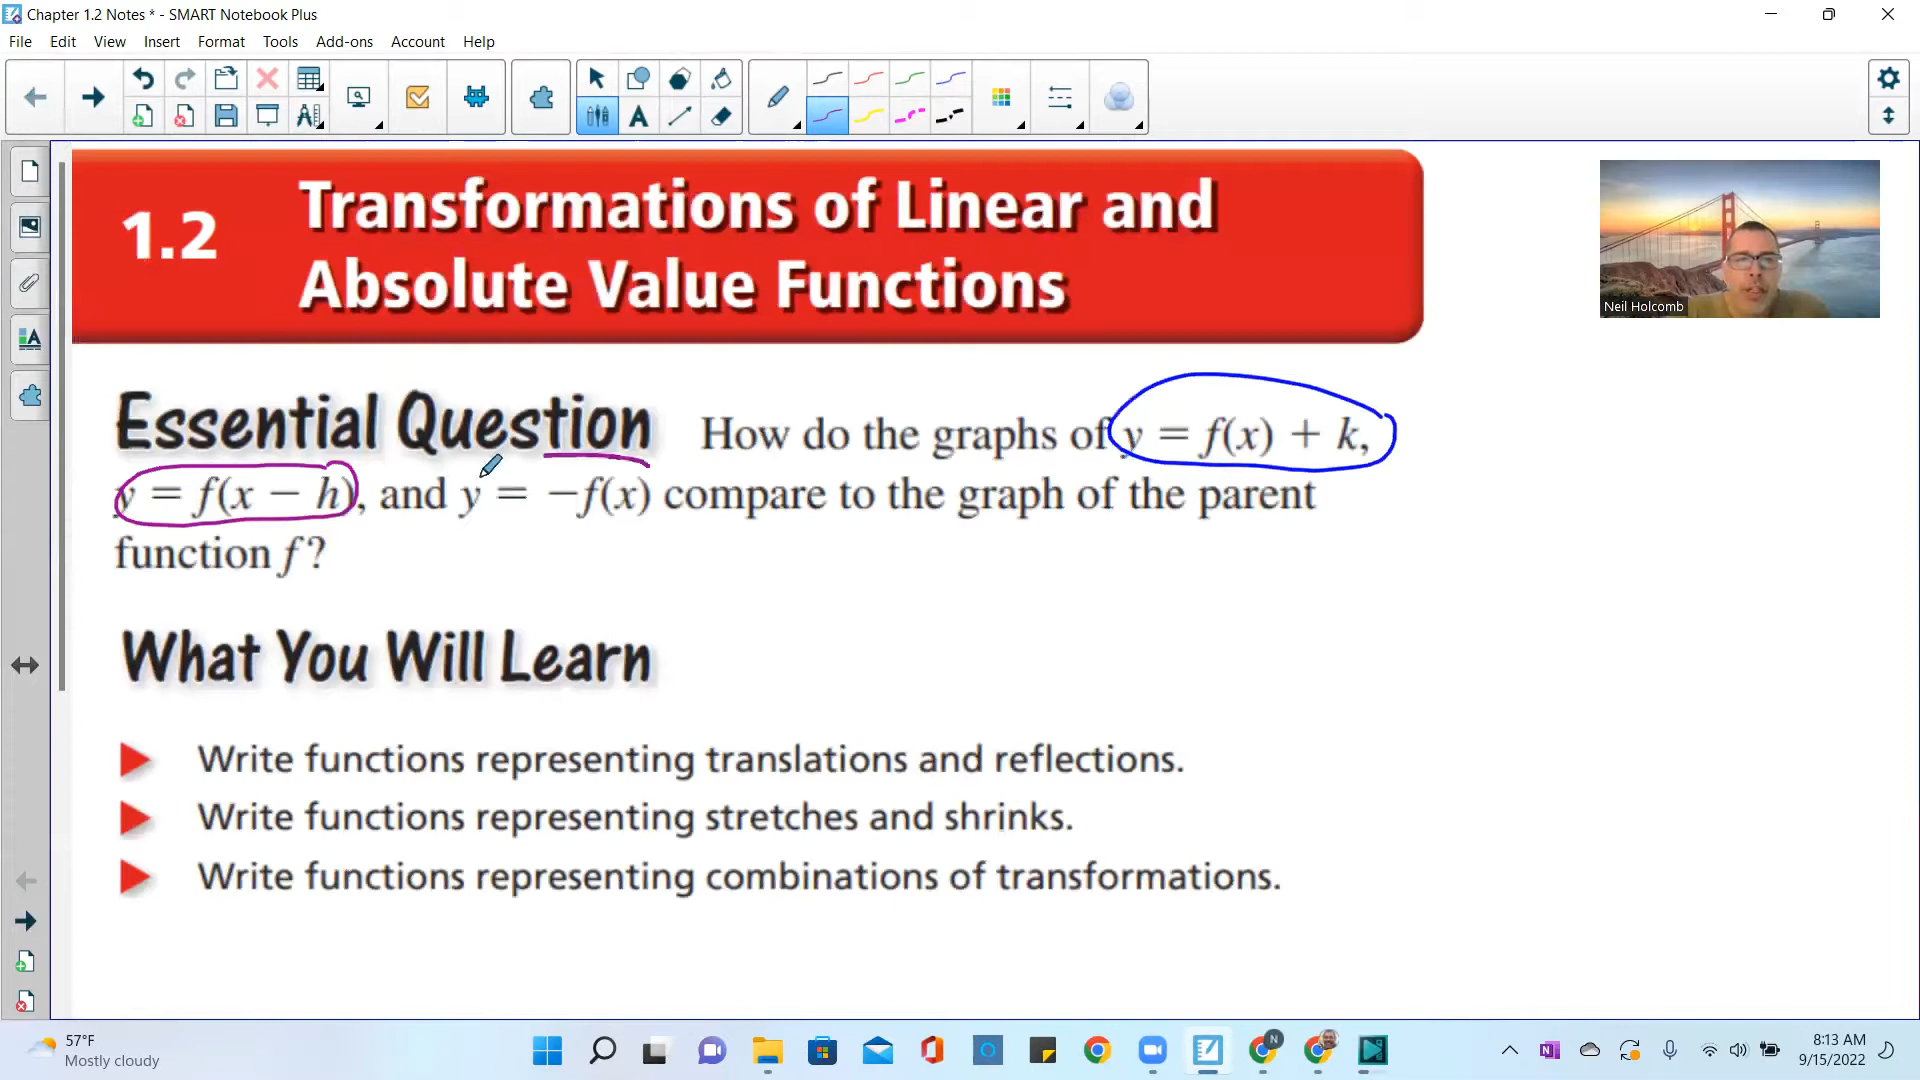 Chapter 1.2 Notes * - SMART Notebook Plus
File Edit View Insert Format Tools Add-ons Account Help
1.2 Transformations of Linear and
Absolute Value Functions
Neil Holcomb
Essential Question How do the graphs of y = f(x) + k,
y = f(x − h), and y = −f(x) compare to the graph of the parent
function f?
What You Will Learn
Write functions representing translations and reflections.
Write functions representing stretches and shrinks.
Write functions representing combinations of transformations.
57°F
Mostly cloudy
8:13 AM
9/15/2022